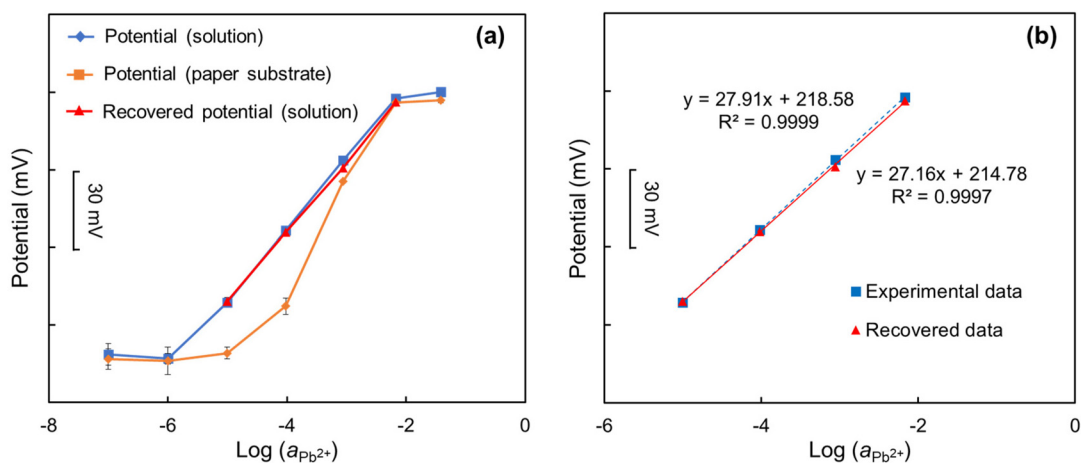 (a)
Potential (solution)
Potential (paper substrate)
Recovered potential (solution)
Potential (mV)
30 mV
-8 -6 -4 -2 0
Log (aPb²⁺)
(b)
y = 27.91x + 218.58
R² = 0.9999
y = 27.16x + 214.78
R² = 0.9997
Potential (mV)
30 mV
Experimental data
Recovered data
-6 -4 -2 0
Log (aPb²⁺)